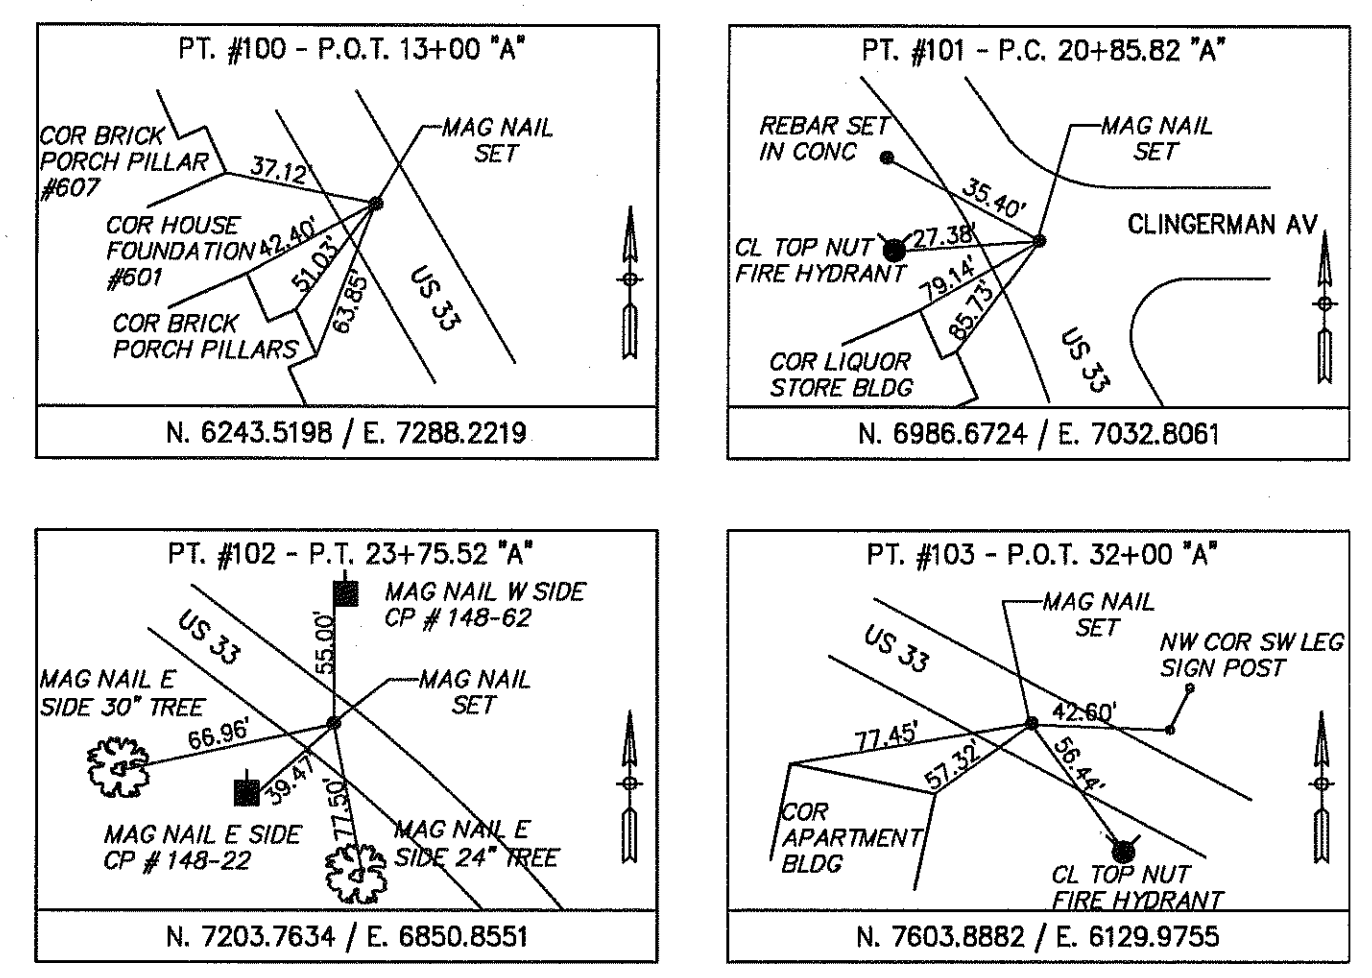 PT. #100 - P.O.T. 13+00 "A"
COR BRICK
PORCH PILLAR
#607
37.12'
MAG NAIL
SET
COR HOUSE
FOUNDATION
#601
42.40'
51.03'
63.85'
US 33
COR BRICK
PORCH PILLARS
N. 6243.5198 / E. 7288.2219
PT. #101 - P.C. 20+85.82 "A"
REBAR SET
IN CONC
MAG NAIL
SET
35.40'
CLINGERMAN AV
CL TOP NUT
FIRE HYDRANT
27.38'
79.14'
85.73'
US 33
COR LIQUOR
STORE BLDG
N. 6986.6724 / E. 7032.8061
PT. #102 - P.T. 23+75.52 "A"
MAG NAIL W SIDE
CP # 148-62
US 33
55.00'
MAG NAIL E
SIDE 30" TREE
MAG NAIL
SET
66.96'
39.47'
77.50'
MAG NAIL E SIDE
CP # 148-22
MAG NAIL E
SIDE 24" TREE
N. 7203.7634 / E. 6850.8551
PT. #103 - P.O.T. 32+00 "A"
MAG NAIL
SET
US 33
NW COR SW LEG
SIGN POST
42.60'
77.45'
57.32'
56.44'
COR
APARTMENT
BLDG
CL TOP NUT
FIRE HYDRANT
N. 7603.8882 / E. 6129.9755